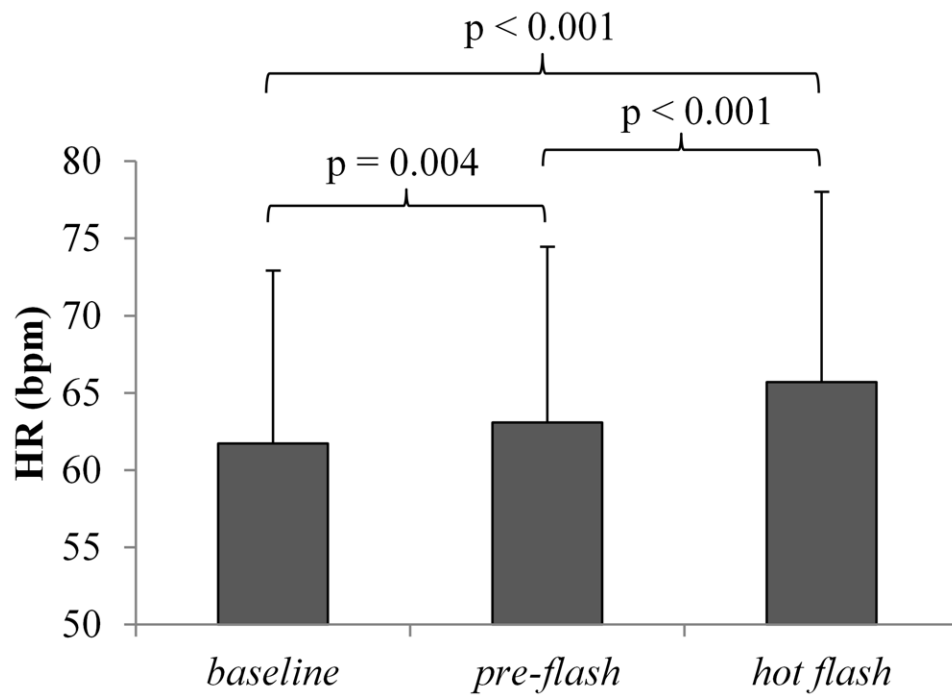 p < 0.001
p < 0.001
p = 0.004
80
75
70
65
60
55
50
HR (bpm)
baseline
pre-flash
hot flash